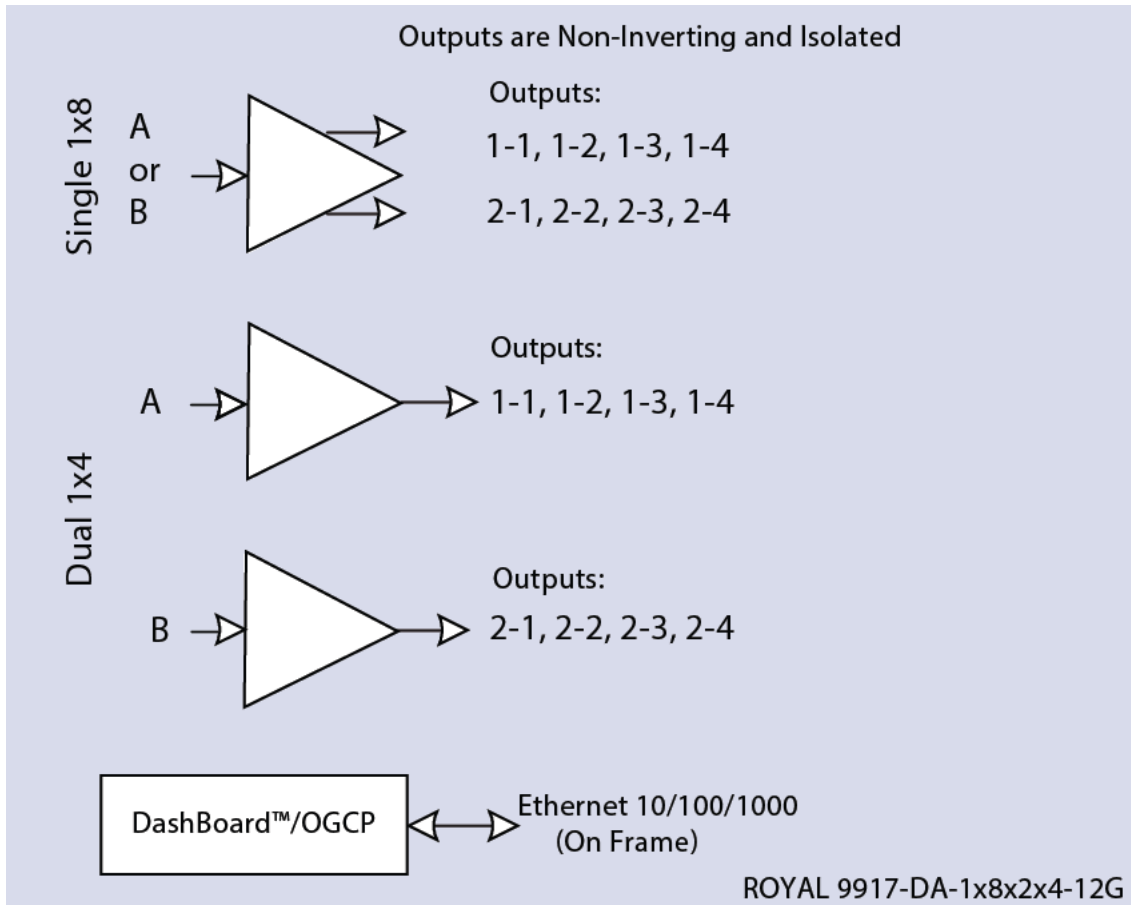 Outputs are Non-Inverting and Isolated
Single 1x8
A
or
B
Outputs:
1-1, 1-2, 1-3, 1-4
2-1, 2-2, 2-3, 2-4
Dual 1x4
A
Outputs:
1-1, 1-2, 1-3, 1-4
B
Outputs:
2-1, 2-2, 2-3, 2-4
DashBoard™/OGCP
Ethernet 10/100/1000
(On Frame)
ROYAL 9917-DA-1x8x2x4-12G